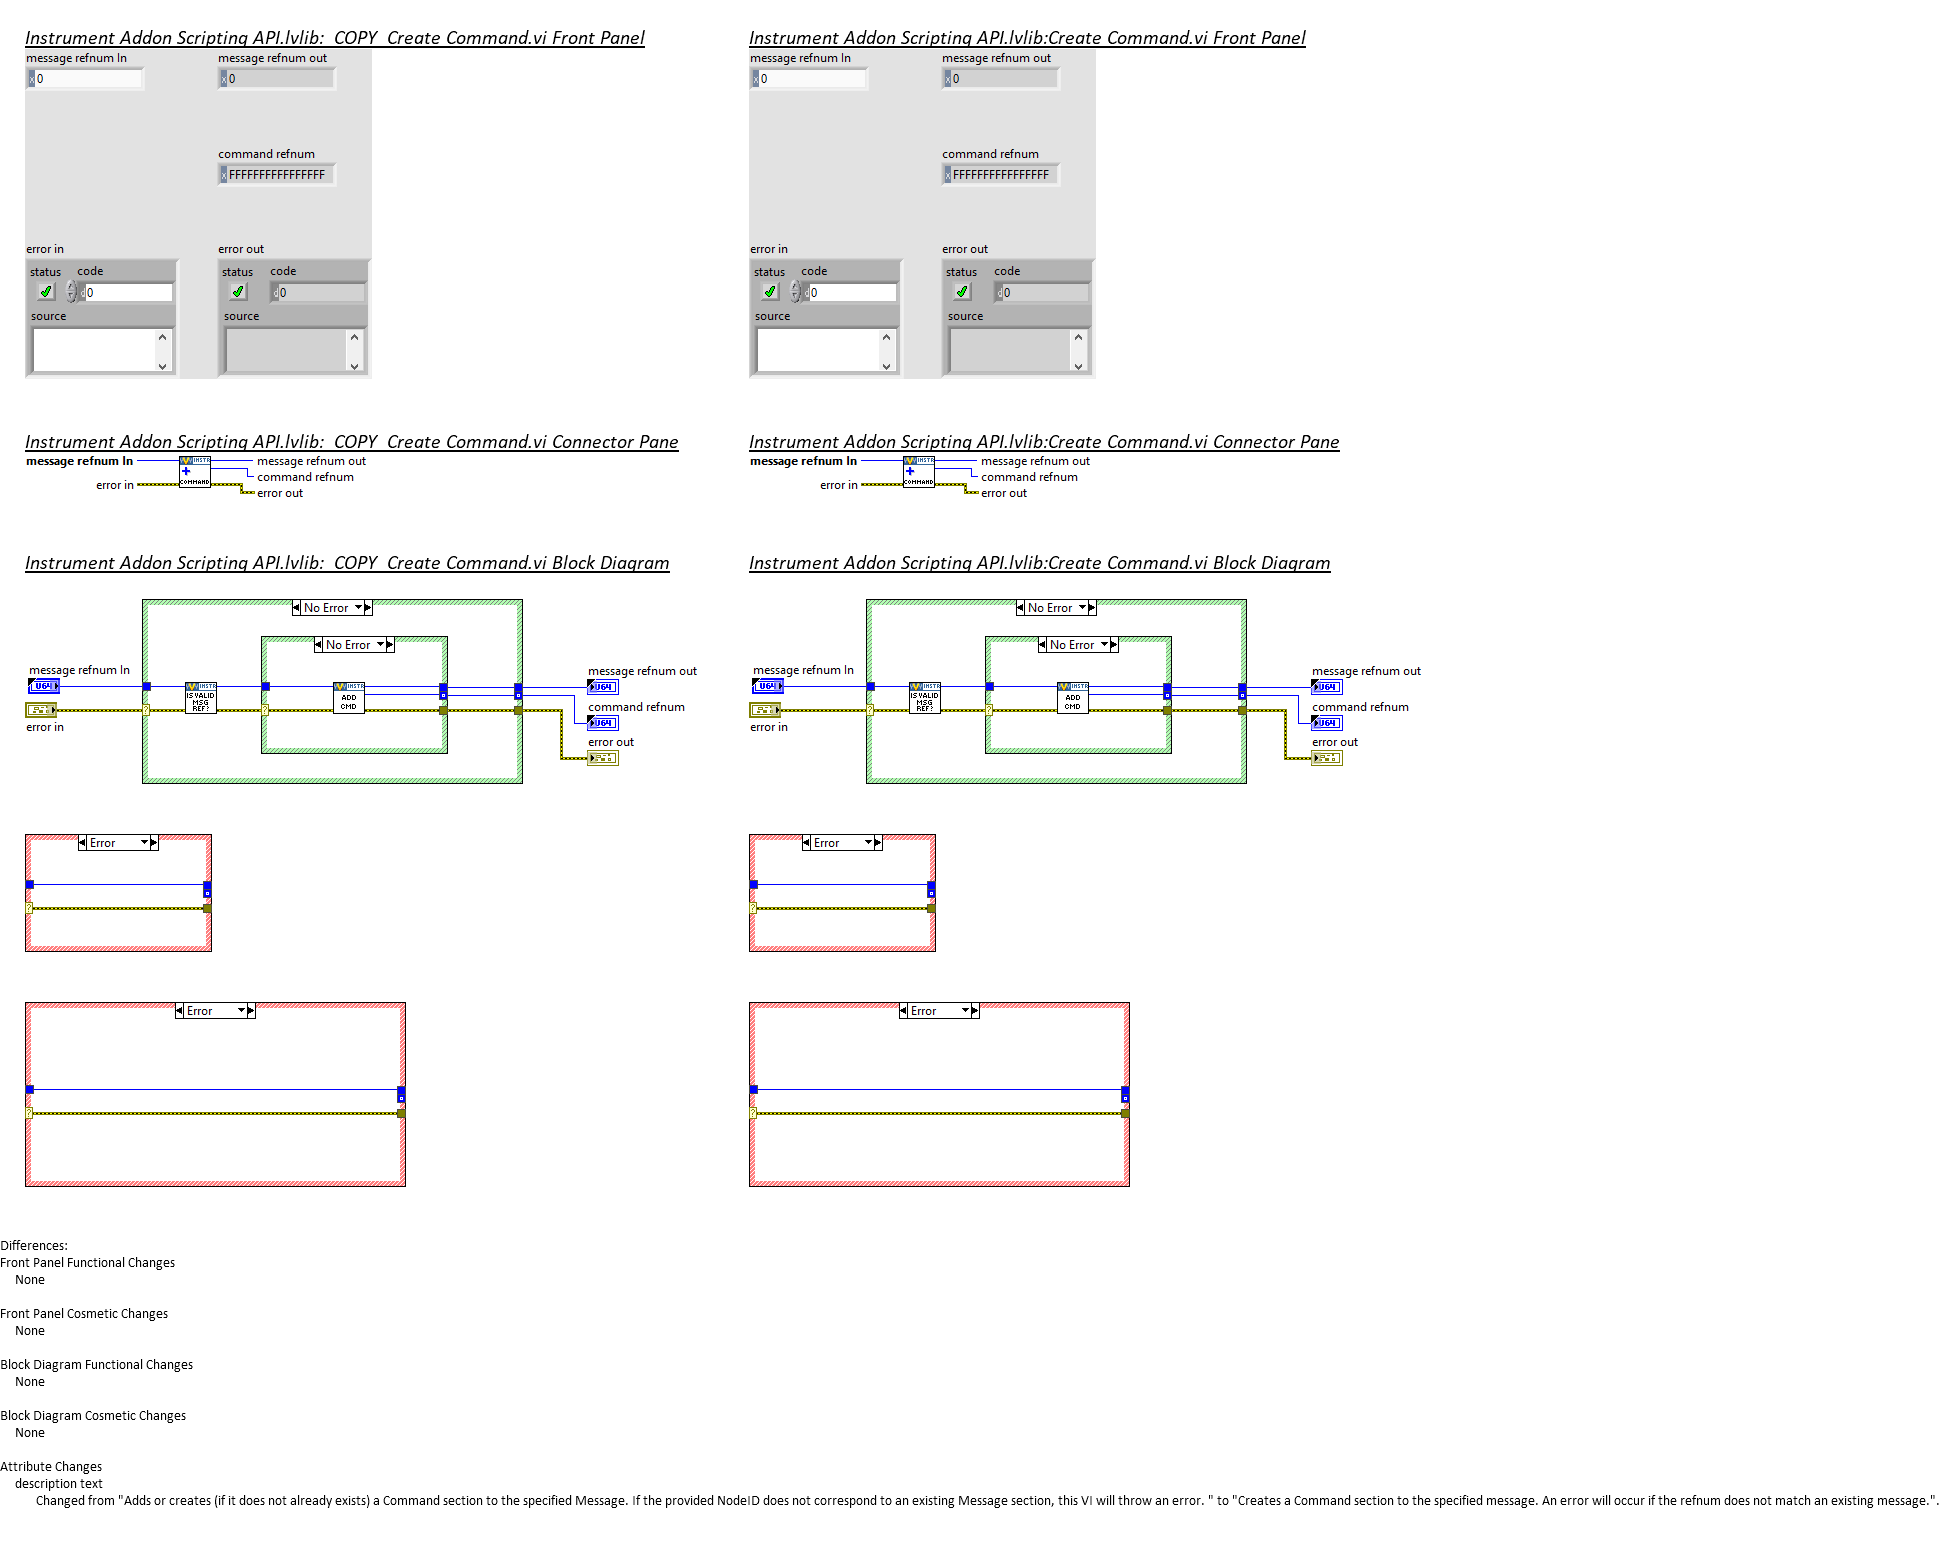 Instrument Addon Scripting API.lvlib:_COPY_Create Command.vi Front Panel
message refnum In
x 0
message refnum out
x 0
command refnum
x FFFFFFFFFFFFFFFF
error in
status code
d 0
source
error out
status code
d 0
source
Instrument Addon Scripting API.lvlib:Create Command.vi Front Panel
message refnum In
x 0
message refnum out
x 0
command refnum
x FFFFFFFFFFFFFFFF
error in
status code
d 0
source
error out
status code
d 0
source
Instrument Addon Scripting API.lvlib:_COPY_Create Command.vi Connector Pane
message refnum In
error in
INSTR
COMMAND
message refnum out
command refnum
error out
Instrument Addon Scripting API.lvlib:Create Command.vi Connector Pane
message refnum In
error in
INSTR
COMMAND
message refnum out
command refnum
error out
Instrument Addon Scripting API.lvlib:_COPY_Create Command.vi Block Diagram
No Error
No Error
message refnum In
U64
error in
?
INSTR
IS VALID
MSG
REF?
?
INSTR
ADD
CMD
message refnum out
U64
command refnum
U64
error out
Error
?
Error
?
Instrument Addon Scripting API.lvlib:Create Command.vi Block Diagram
No Error
No Error
message refnum In
U64
error in
?
INSTR
IS VALID
MSG
REF?
?
INSTR
ADD
CMD
message refnum out
U64
command refnum
U64
error out
Error
?
Error
?
Differences:
Front Panel Functional Changes
None
Front Panel Cosmetic Changes
None
Block Diagram Functional Changes
None
Block Diagram Cosmetic Changes
None
Attribute Changes
description text
Changed from "Adds or creates (if it does not already exists) a Command section to the specified Message. If the provided NodeID does not correspond to an existing Message section, this VI will throw an error. " to "Creates a Command section to the specified message. An error will occur if the refnum does not match an existing message.".